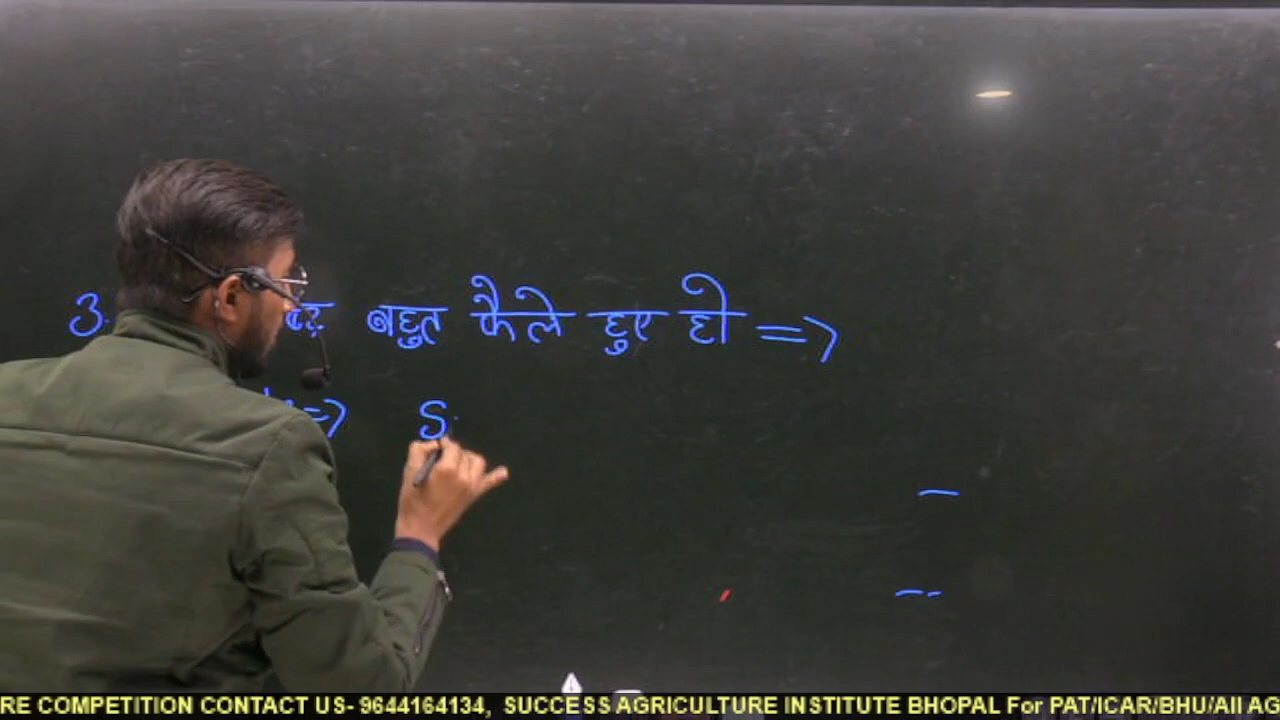 3. बहुत फैले हुए हो =>
=> S.
RE COMPETITION CONTACT US- 9644164134, SUCCESS AGRICULTURE INSTITUTE BHOPAL For PAT/ICAR/BHU/All AG